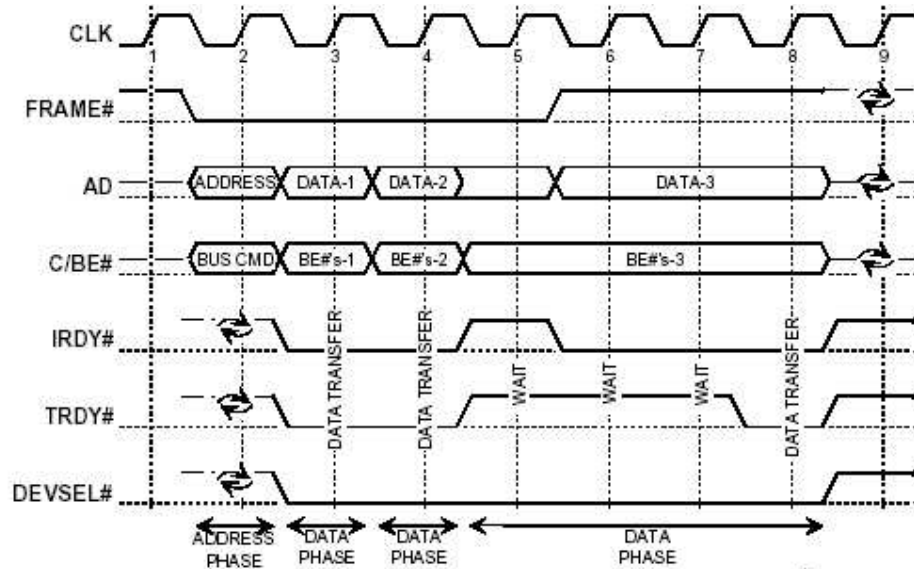 CLK
1 2 3 4 5 6 7 8 9
FRAME#
AD
ADDRESS DATA-1 DATA-2 DATA-3
C/BE#
BUS CMD BE#'s-1 BE#'s-2 BE#'s-3
IRDY#
TRDY#
DATA TRANSFER
DATA TRANSFER
WAIT
WAIT
WAIT
DATA TRANSFER
DEVSEL#
ADDRESS PHASE
DATA PHASE
DATA PHASE
DATA PHASE